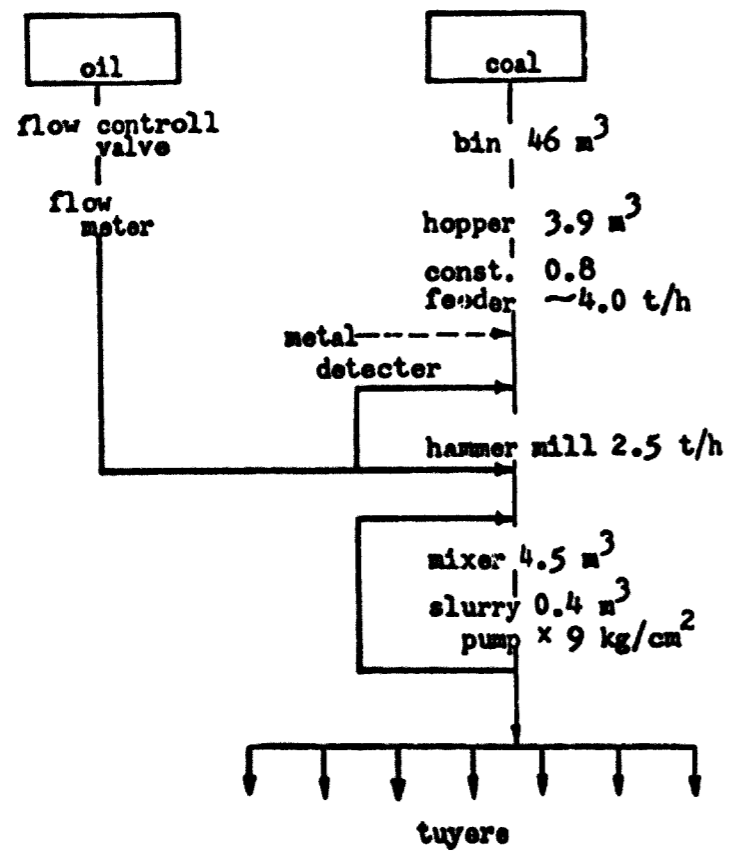 oil
flow controll
valve
flow
meter
coal
bin 46 m³
hopper 3.9 m³
const. 0.8
feeder ~4.0 t/h
metal
detecter
hammer mill 2.5 t/h
mixer 4.5 m³
slurry 0.4 m³
pump × 9 kg/cm²
tuyere